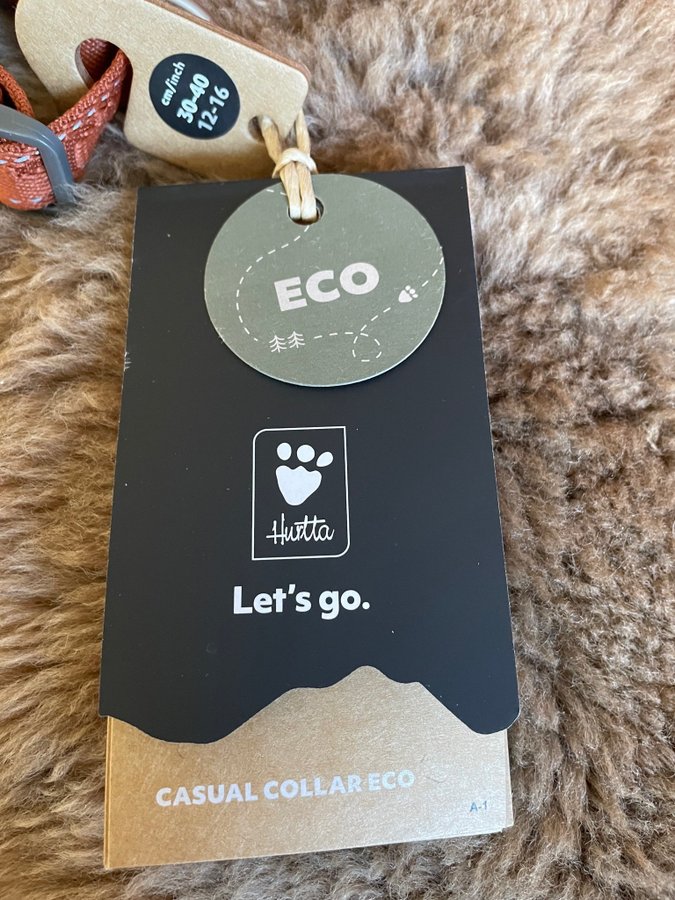 cm/inch
30-40
12-16
ECO
Hurtta
Let's go.
CASUAL COLLAR ECO
A-1